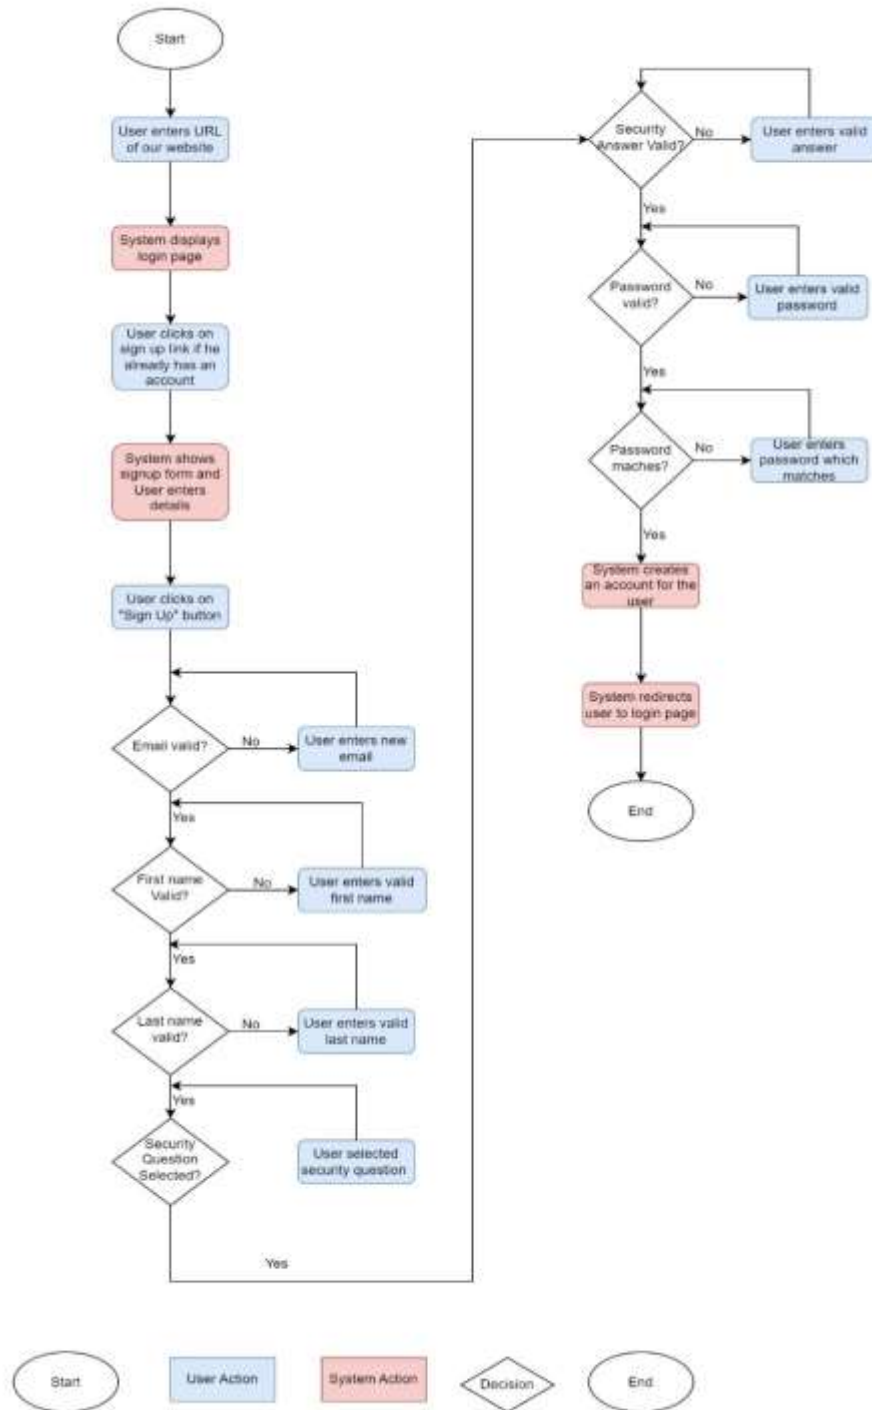 Start
User enters URL
of our website
System displays
login page
User clicks on
sign up link if he
already has an
account
System shows
signup form and
User enters
details
User clicks on
"Sign Up" button
Email valid?
No
User enters new
email
Yes
First name
Valid?
No
User enters valid
first name
Yes
Last name
valid?
No
User enters valid
last name
Yes
Security
Question
Selected?
User selected
security question
Yes
Security
Answer Valid?
No
User enters valid
answer
Yes
Password
valid?
No
User enters valid
password
Yes
Password
maches?
No
User enters
password which
matches
Yes
System creates
an account for the
user
System redirects
user to login page
End
Start
User Action
System Action
Decision
End